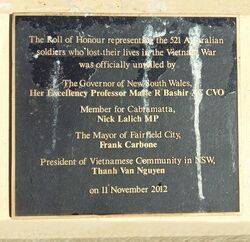 The Roll of Honour representing the 521 Australian
soldiers who lost their lives in the Vietnam War
was officially unveiled by
The Governor of New South Wales,
Her Excellency Professor Marie R Bashir AC CVO
Member for Cabramatta,
Nick Lalich MP
The Mayor of Fairfield City,
Frank Carbone
President of Vietnamese Community in NSW,
Thanh Van Nguyen
on 11 November 2012